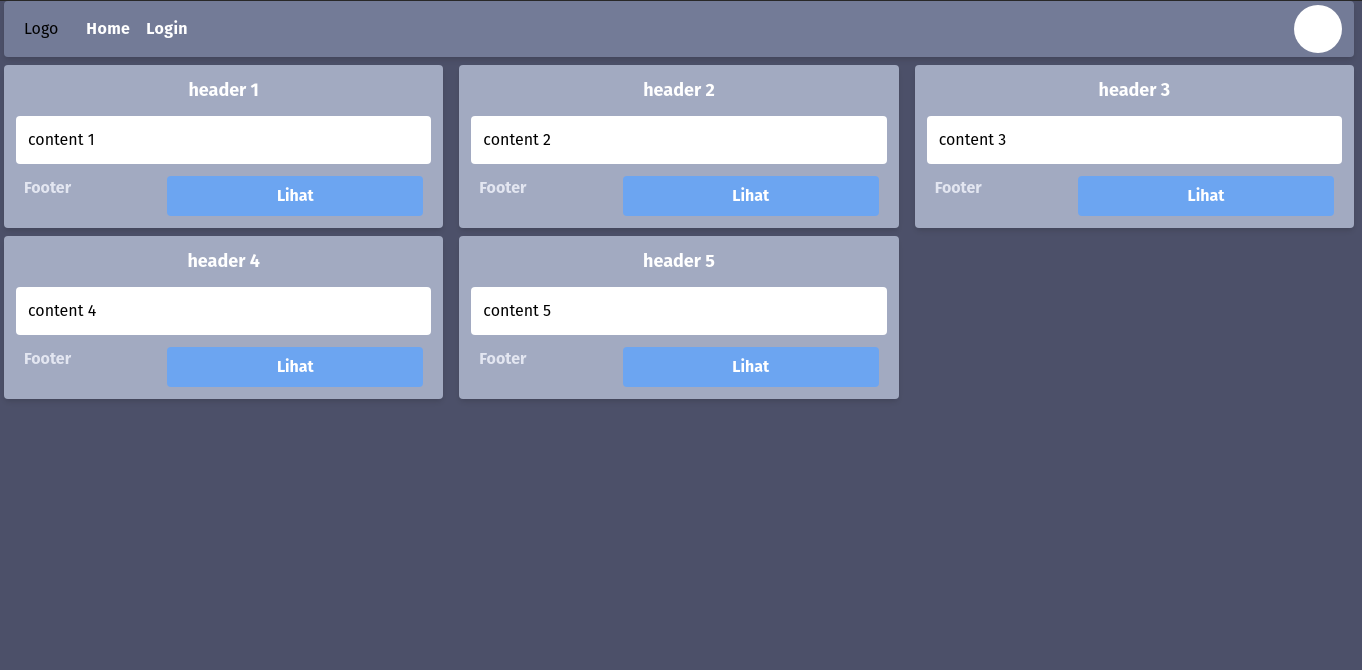 Logo Home Login
header 1 header 2 header 3
content 1 content 2 content 3
Footer Lihat Footer Lihat Footer Lihat
header 4 header 5
content 4 content 5
Footer Lihat Footer Lihat